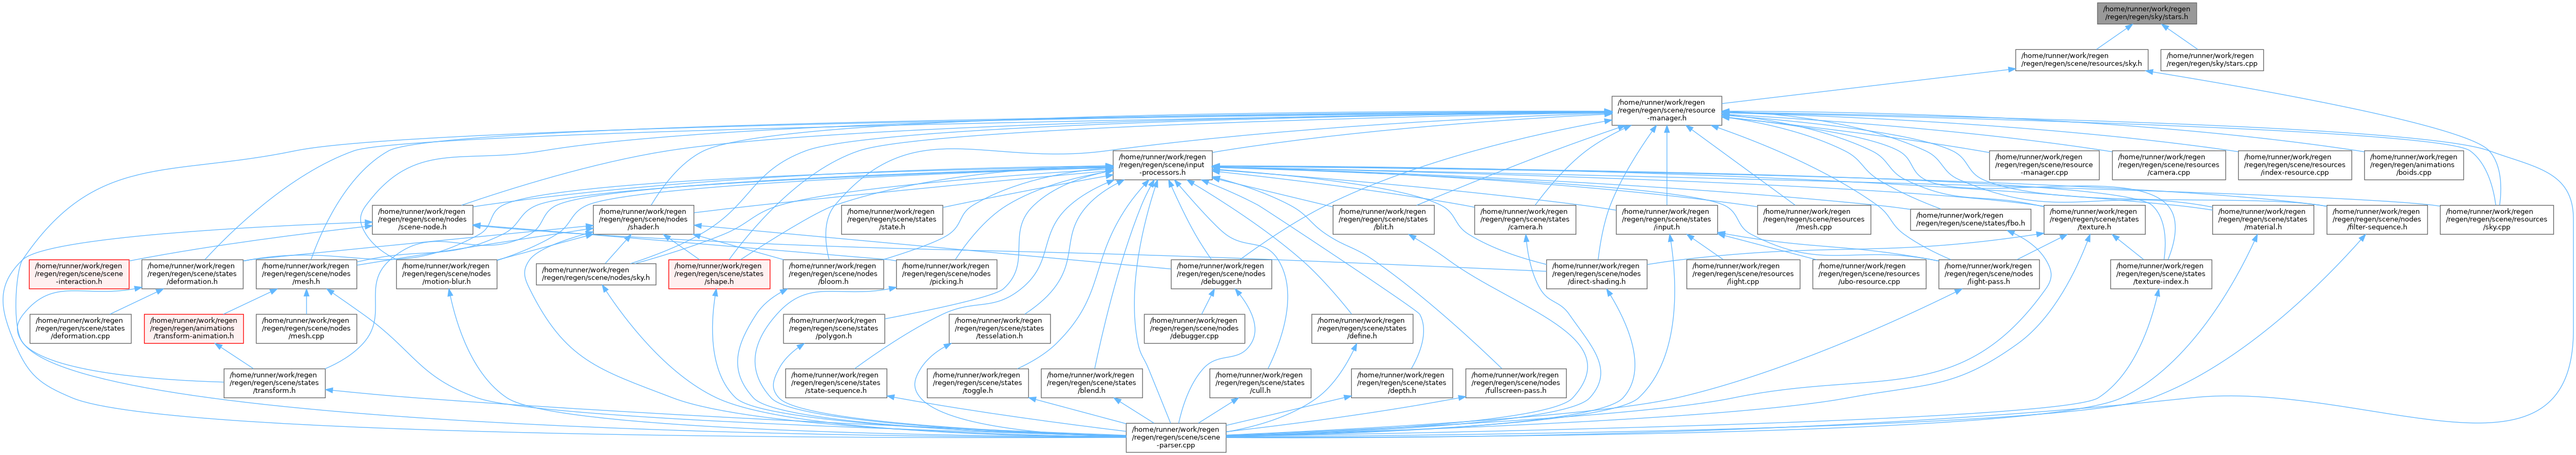 /home/runner/work/regen
/regen/regen/sky/stars.h
/home/runner/work/regen
/regen/regen/scene/resources/sky.h
/home/runner/work/regen
/regen/regen/sky/stars.cpp
/home/runner/work/regen
/regen/regen/scene/resource
-manager.h
/home/runner/work/regen
/regen/regen/scene/input
-processors.h
/home/runner/work/regen
/regen/regen/scene/resource
-manager.cpp
/home/runner/work/regen
/regen/regen/scene/resources
/camera.cpp
/home/runner/work/regen
/regen/regen/scene/resources
/index-resource.cpp
/home/runner/work/regen
/regen/regen/animations
/boids.cpp
/home/runner/work/regen
/regen/regen/scene/nodes
/scene-node.h
/home/runner/work/regen
/regen/regen/scene/nodes
/shader.h
/home/runner/work/regen
/regen/regen/scene/states
/state.h
/home/runner/work/regen
/regen/regen/scene/states
/blit.h
/home/runner/work/regen
/regen/regen/scene/states
/camera.h
/home/runner/work/regen
/regen/regen/scene/states
/input.h
/home/runner/work/regen
/regen/regen/scene/resources
/mesh.cpp
/home/runner/work/regen
/regen/regen/scene/states/fbo.h
/home/runner/work/regen
/regen/regen/scene/states
/texture.h
/home/runner/work/regen
/regen/regen/scene/states
/material.h
/home/runner/work/regen
/regen/regen/scene/nodes
/filter-sequence.h
/home/runner/work/regen
/regen/regen/scene/resources
/sky.cpp
/home/runner/work/regen
/regen/regen/scene/scene
-interaction.h
/home/runner/work/regen
/regen/regen/scene/states
/deformation.h
/home/runner/work/regen
/regen/regen/scene/nodes
/mesh.h
/home/runner/work/regen
/regen/regen/scene/nodes
/motion-blur.h
/home/runner/work/regen
/regen/regen/scene/nodes/sky.h
/home/runner/work/regen
/regen/regen/scene/states
/shape.h
/home/runner/work/regen
/regen/regen/scene/nodes
/bloom.h
/home/runner/work/regen
/regen/regen/scene/nodes
/picking.h
/home/runner/work/regen
/regen/regen/scene/nodes
/debugger.h
/home/runner/work/regen
/regen/regen/scene/nodes
/direct-shading.h
/home/runner/work/regen
/regen/regen/scene/resources
/light.cpp
/home/runner/work/regen
/regen/regen/scene/resources
/ubo-resource.cpp
/home/runner/work/regen
/regen/regen/scene/nodes
/light-pass.h
/home/runner/work/regen
/regen/regen/scene/states
/texture-index.h
/home/runner/work/regen
/regen/regen/scene/states
/deformation.cpp
/home/runner/work/regen
/regen/regen/animations
/transform-animation.h
/home/runner/work/regen
/regen/regen/scene/nodes
/mesh.cpp
/home/runner/work/regen
/regen/regen/scene/states
/polygon.h
/home/runner/work/regen
/regen/regen/scene/states
/tesselation.h
/home/runner/work/regen
/regen/regen/scene/nodes
/debugger.cpp
/home/runner/work/regen
/regen/regen/scene/states
/define.h
/home/runner/work/regen
/regen/regen/scene/states
/transform.h
/home/runner/work/regen
/regen/regen/scene/states
/state-sequence.h
/home/runner/work/regen
/regen/regen/scene/states
/toggle.h
/home/runner/work/regen
/regen/regen/scene/states
/blend.h
/home/runner/work/regen
/regen/regen/scene/states
/cull.h
/home/runner/work/regen
/regen/regen/scene/states
/depth.h
/home/runner/work/regen
/regen/regen/scene/nodes
/fullscreen-pass.h
/home/runner/work/regen
/regen/regen/scene/scene
-parser.cpp